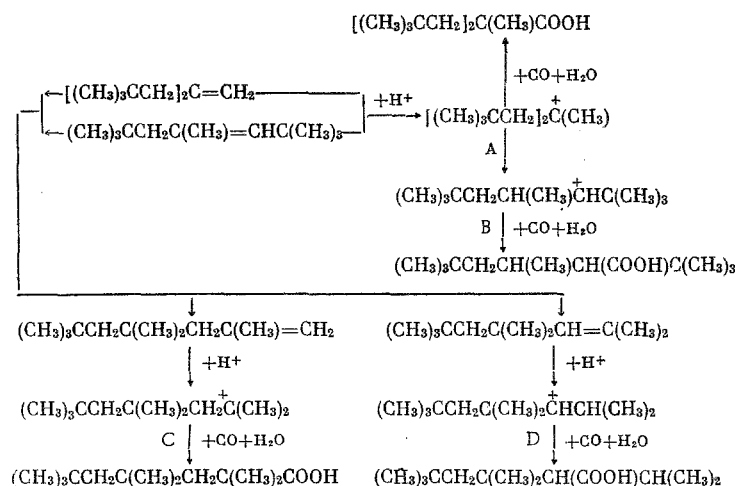 [(CH₃)₃CCH₂]₂C(CH₃)COOH
+CO+H₂O
[(CH₃)₃CCH₂]₂C=CH₂
+H⁺
[(CH₃)₃CCH₂]₂C⁺(CH₃)
(CH₃)₃CCH₂C(CH₃)=CHC(CH₃)₃
A
(CH₃)₃CCH₂CH(CH₃)C⁺HC(CH₃)₃
B +CO+H₂O
(CH₃)₃CCH₂CH(CH₃)CH(COOH)C(CH₃)₃
(CH₃)₃CCH₂C(CH₃)₂CH₂C(CH₃)=CH₂ (CH₃)₃CCH₂C(CH₃)₂CH=C(CH₃)₂
+H⁺ +H⁺
(CH₃)₃CCH₂C(CH₃)₂CH₂C⁺(CH₃)₂ (CH₃)₃CCH₂C(CH₃)₂C⁺HCH(CH₃)₂
C +CO+H₂O D +CO+H₂O
(CH₃)₃CCH₂C(CH₃)₂CH₂C(CH₃)₂COOH (CH₃)₃CCH₂C(CH₃)₂CH(COOH)CH(CH₃)₂